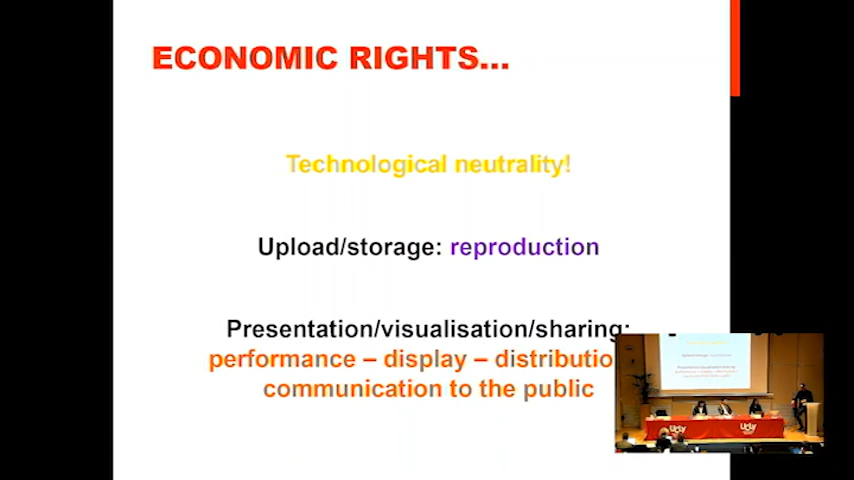 ECONOMIC RIGHTS...
Technological neutrality!
Upload/storage: reproduction
Presentation/visualisation/sharing:
performance – display – distribution
communication to the public